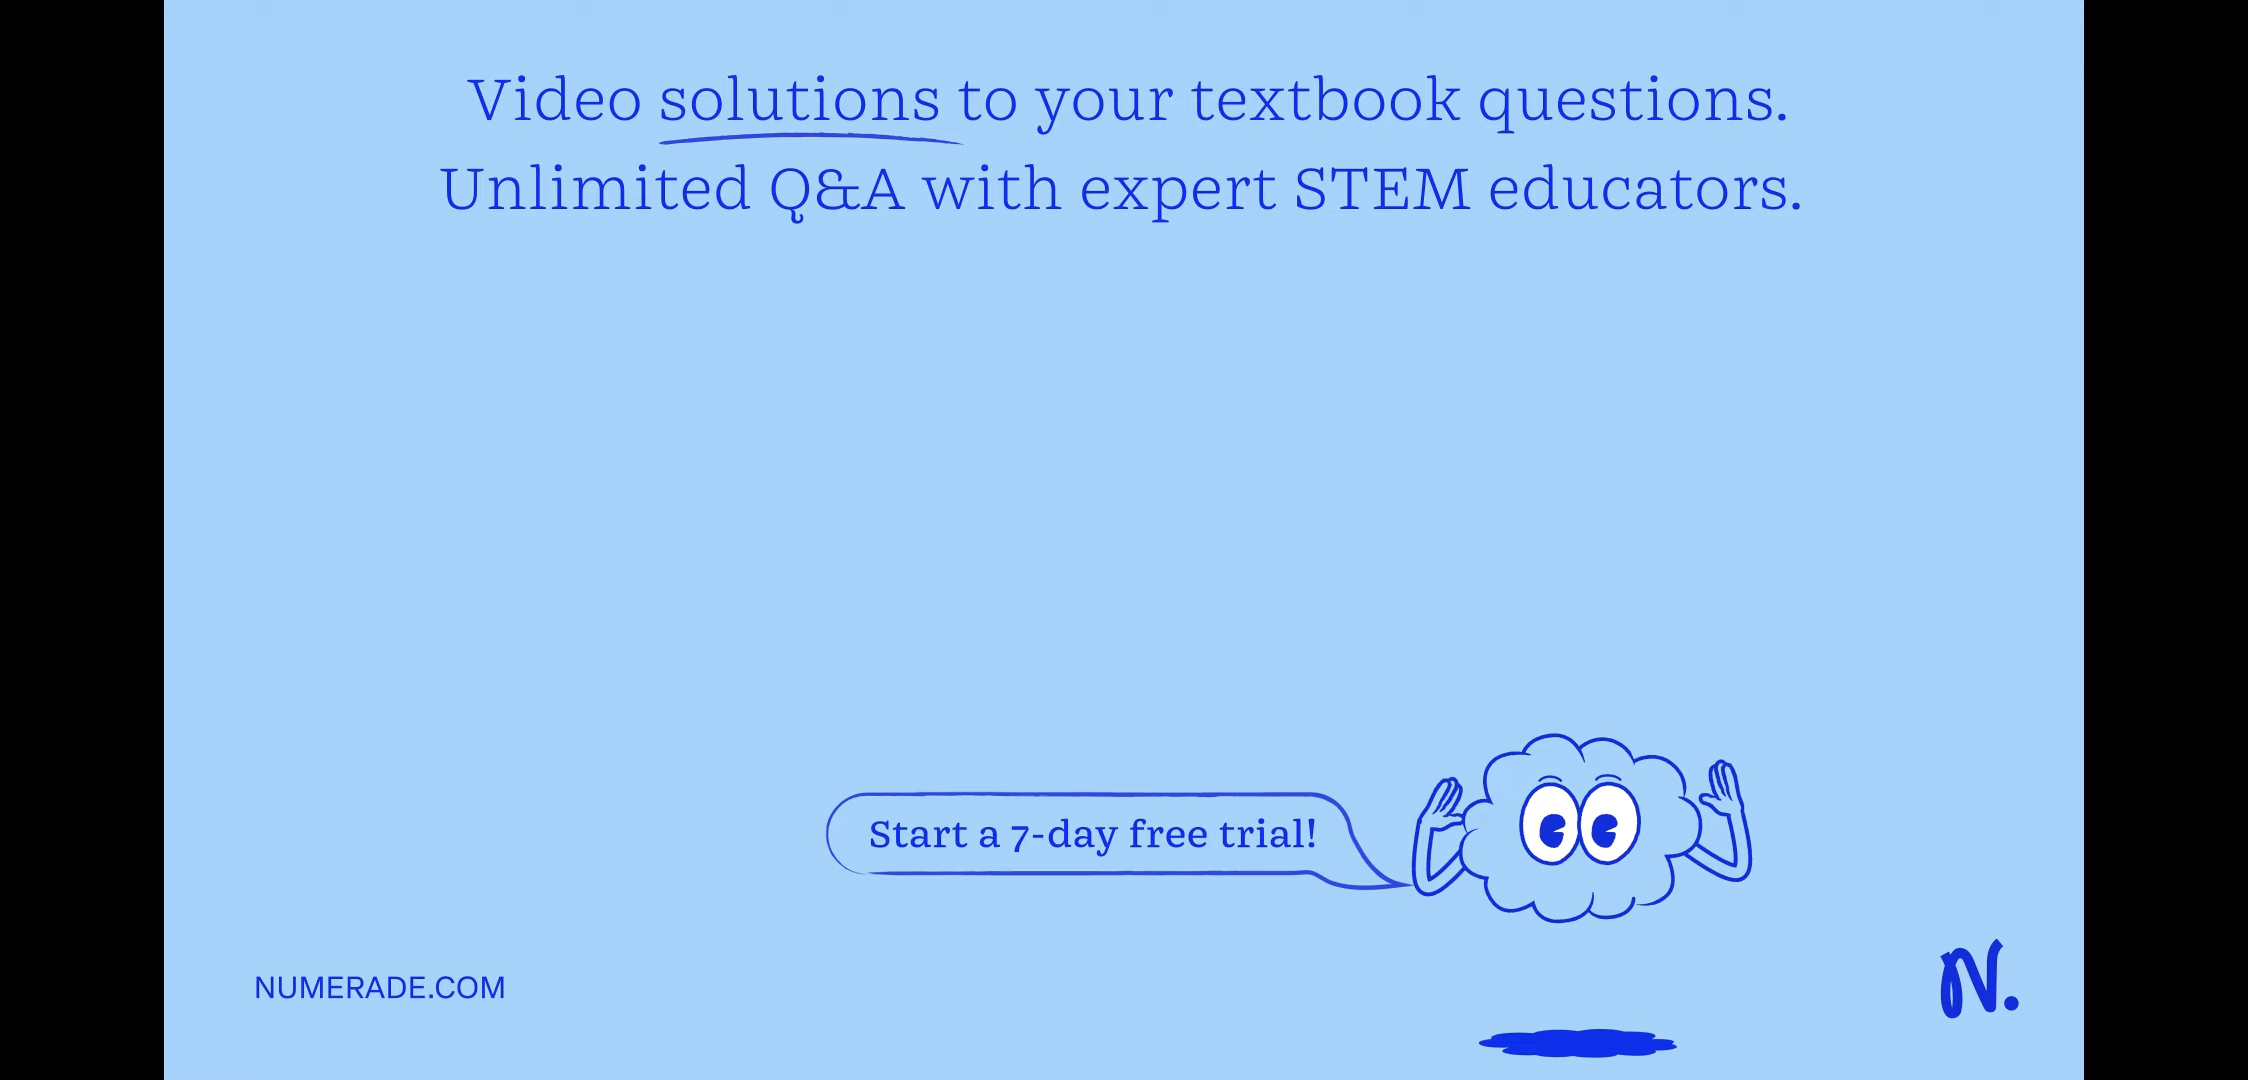 Video solutions to your textbook questions.
Unlimited Q&A with expert STEM educators.
Start a 7-day free trial!
NUMERADE.COM
N.